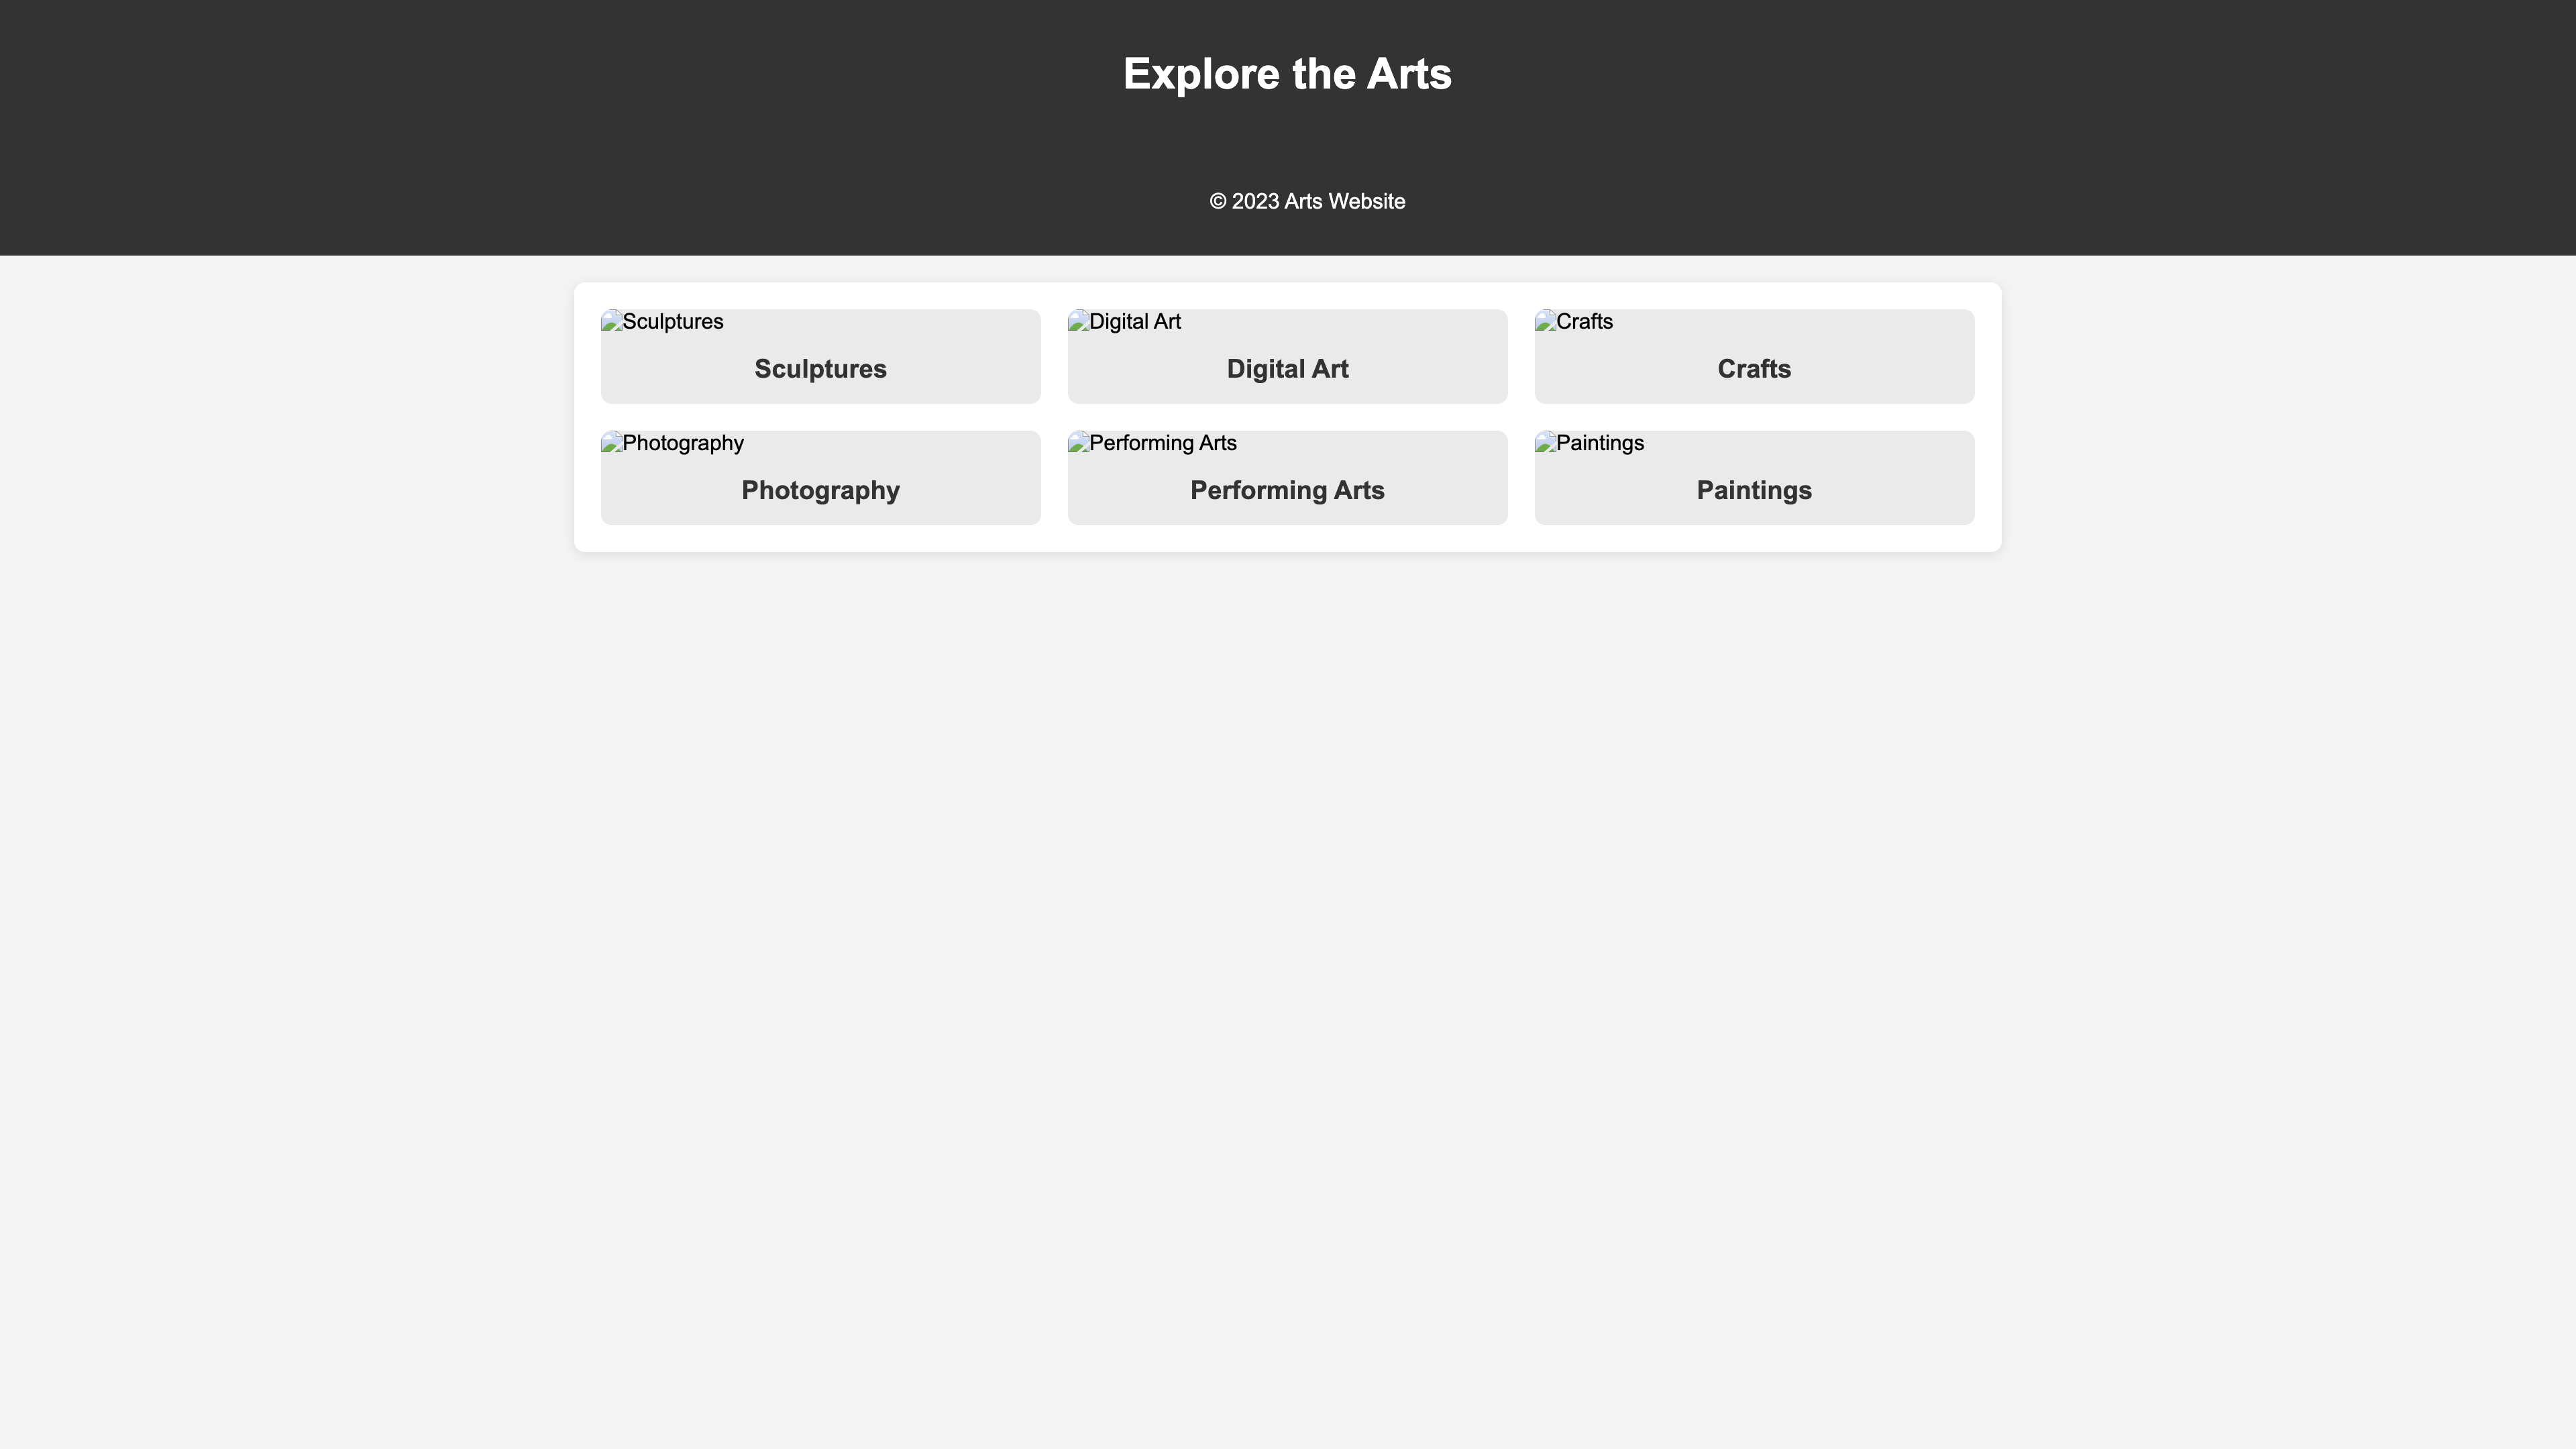 Explore the Arts
© 2023 Arts Website
Sculptures
Digital Art
Crafts
Sculptures
Digital Art
Crafts
Photography
Performing Arts
Paintings
Photography
Performing Arts
Paintings